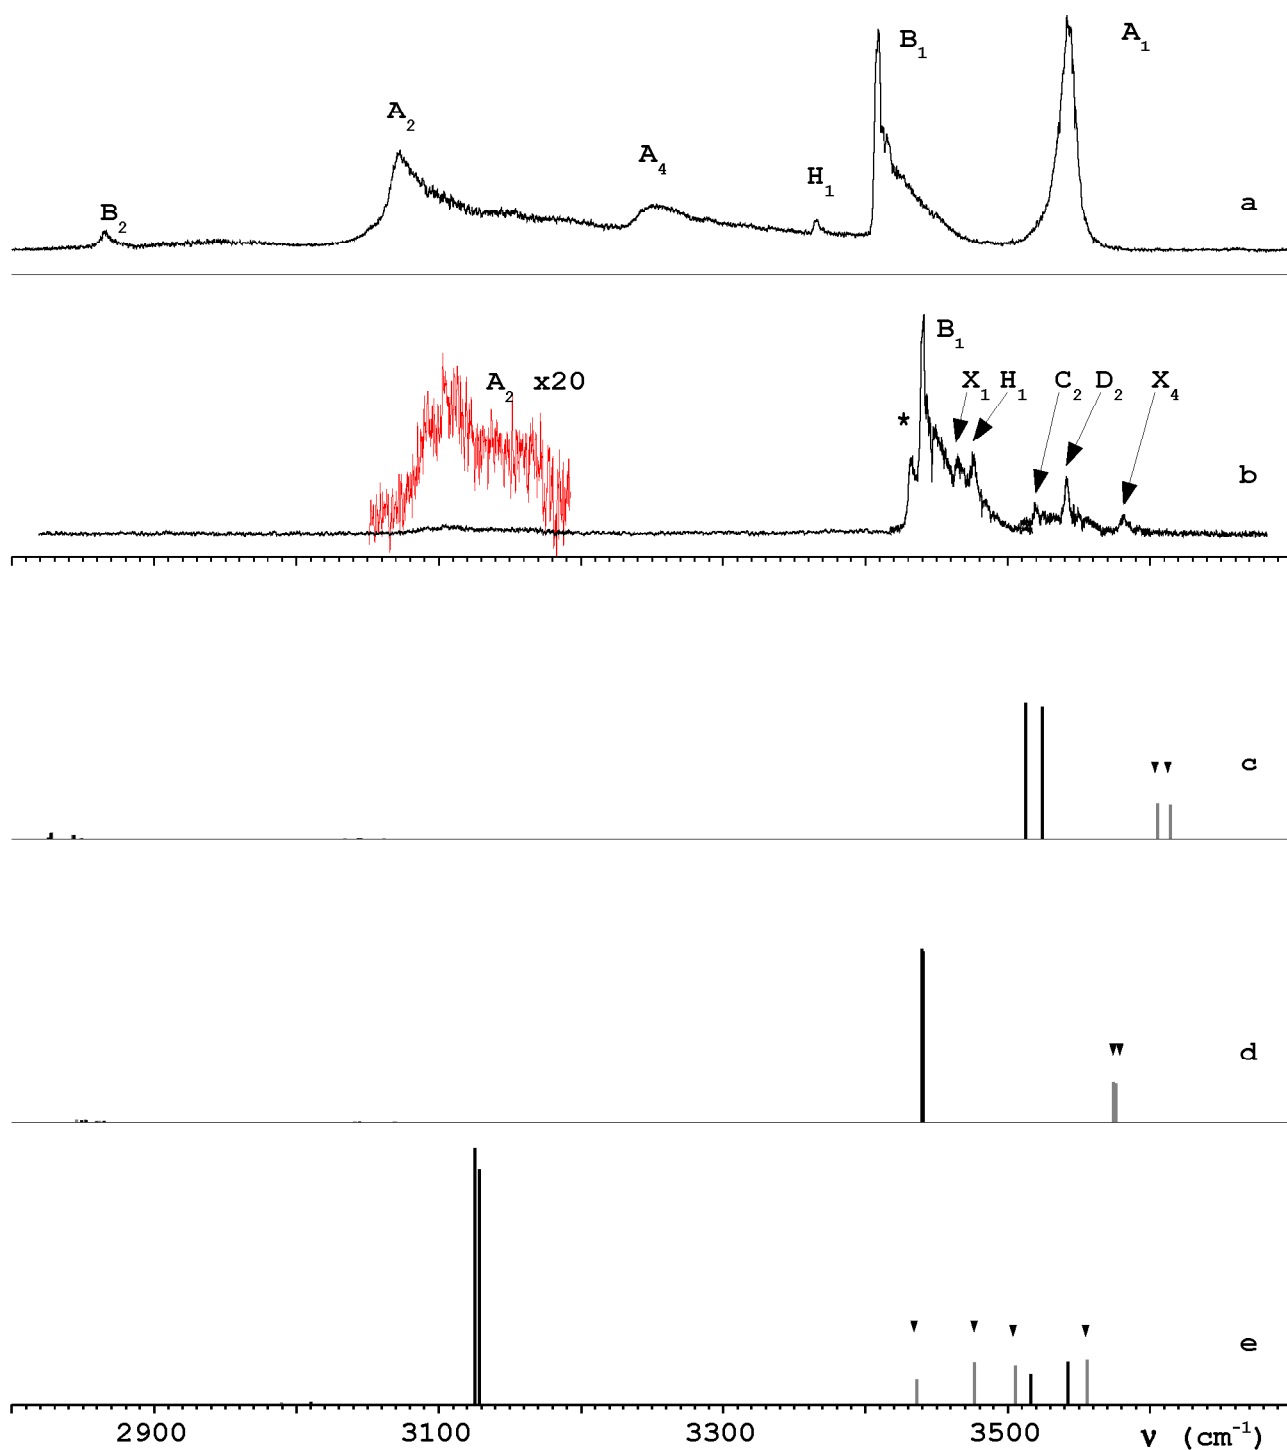 A₁
B₁
A₂
A₄
H₁
B₂
a
B₁
A₂ x20
X₁ H₁ C₂ D₂ X₄
*
b
c
d
e
2900 3100 3300 3500 ν (cm⁻¹)